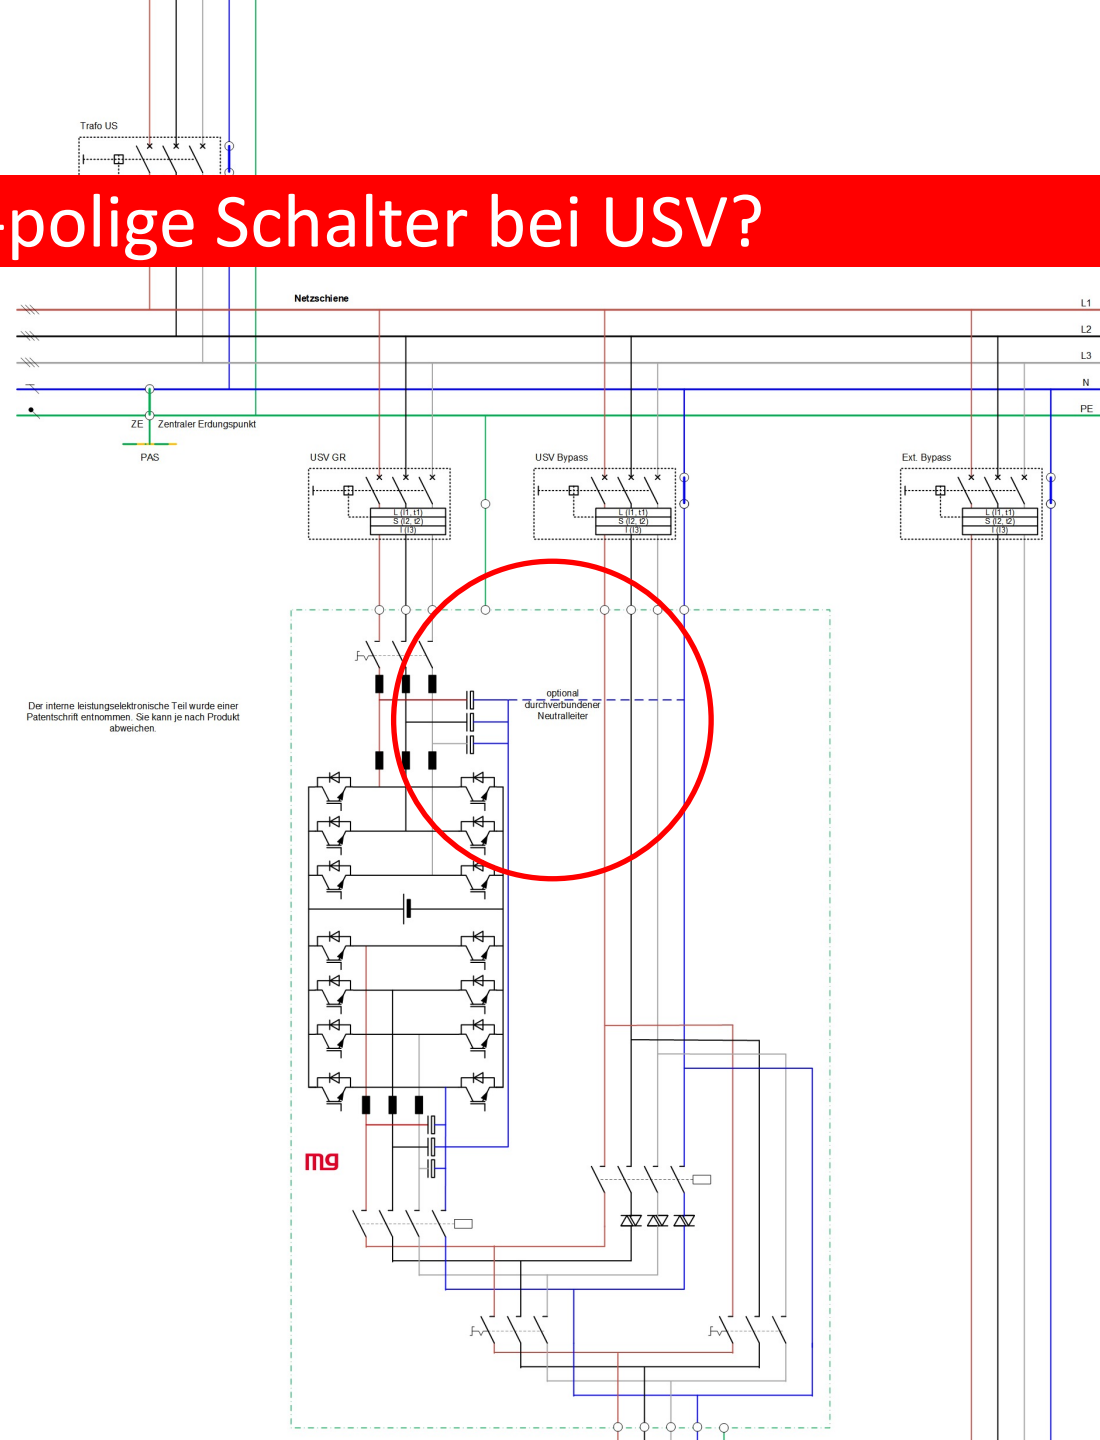 Trafo US
-polige Schalter bei USV?
Netzschiene
L1
L2
L3
N
PE
ZE
Zentraler Erdungspunkt
PAS
USV GR
USV Bypass
Ext. Bypass
L (I1, t1)
S (I2, t2)
I (I3)
L (I1, t1)
S (I2, t2)
I (I3)
L (I1, t1)
S (I2, t2)
I (I3)
optional
durchverbundener
Neutralleiter
Der interne leistungselektronische Teil wurde einer
Patentschrift entnommen. Sie kann je nach Produkt
abweichen.
mg